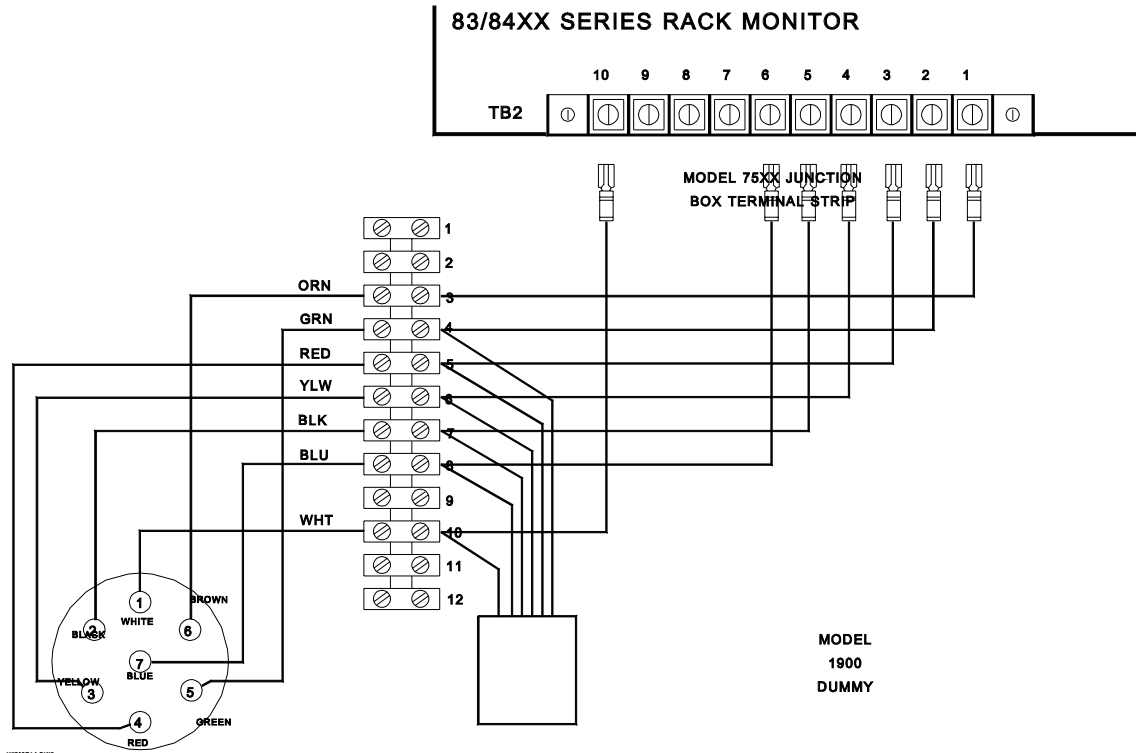 83/84XX SERIES RACK MONITOR
10 9 8 7 6 5 4 3 2 1
TB2
MODEL 75XX JUNCTION
BOX TERMINAL STRIP
1
2
ORN 3
GRN 4
RED 5
YLW 6
BLK 7
BLU 8
9
WHT 10
11
12
1
WHITE
BROWN
2
BLACK
6
7
BLUE
YELLOW
3
5
GREEN
4
RED
MODEL
1900
DUMMY